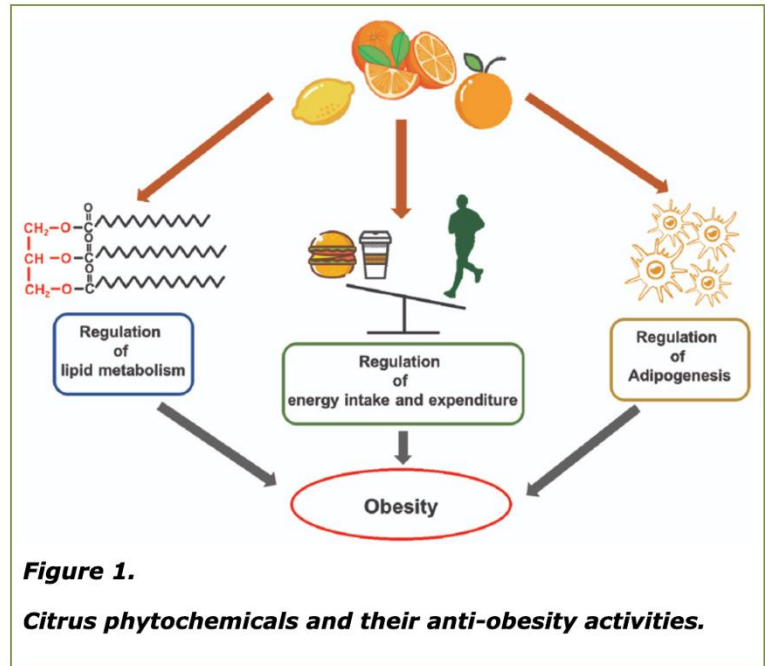 O
O
O
CH₂—O—C
CH—O—C
CH₂—O—C
Regulation
of
lipid metabolism
Regulation
of
energy intake and expenditure
Regulation
of
Adipogenesis
Obesity
Figure 1.
Citrus phytochemicals and their anti-obesity activities.